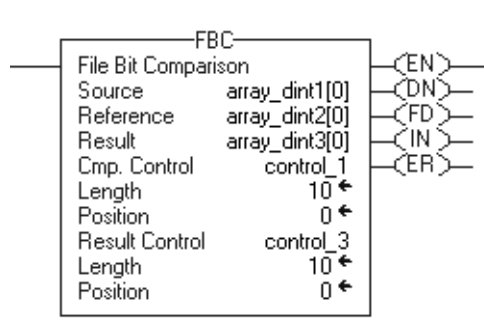 FBC
File Bit Comparison
EN
Source array_dint1[0]
DN
Reference array_dint2[0]
FD
Result array_dint3[0]
IN
Cmp. Control control_1
ER
Length 10
Position 0
Result Control control_3
Length 10
Position 0